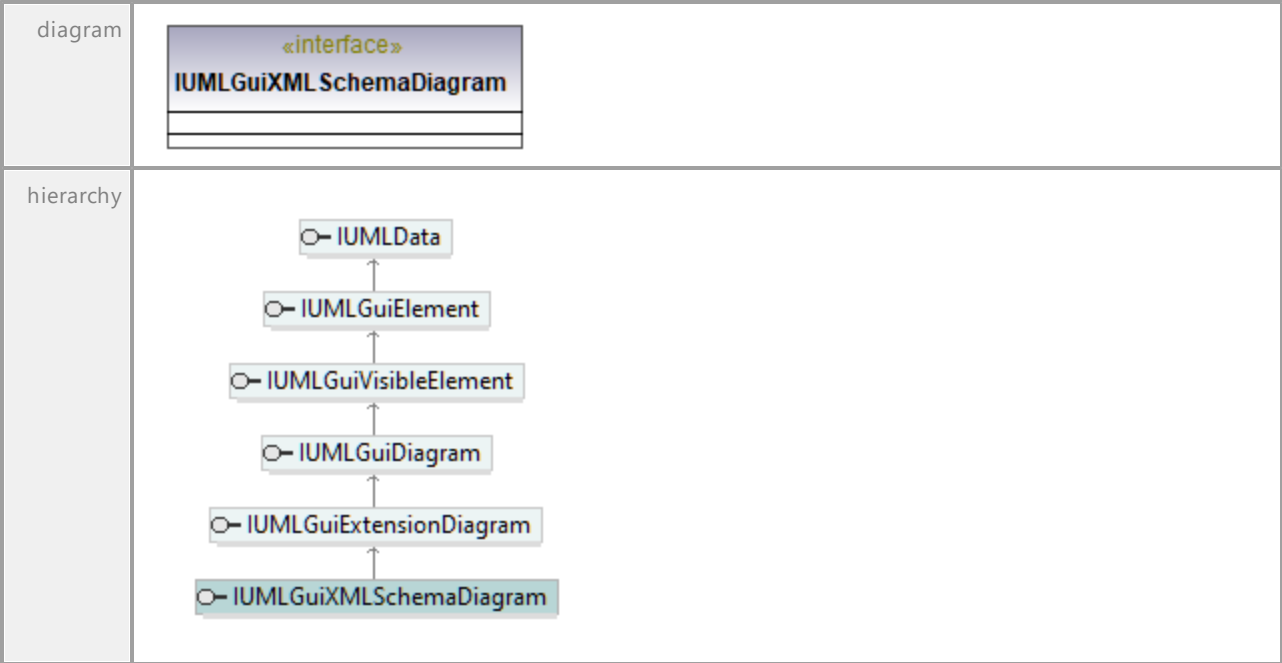 diagram
«interface»
IUMLGuiXMLSchemaDiagram
hierarchy
IUMLData
IUMLGuiElement
IUMLGuiVisibleElement
IUMLGuiDiagram
IUMLGuiExtensionDiagram
IUMLGuiXMLSchemaDiagram